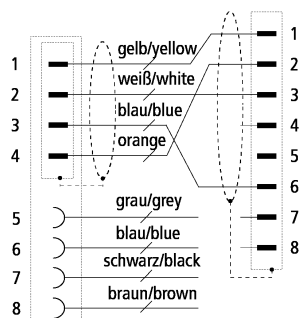 gelb/yellow
weiß/white
blau/blue
orange
grau/grey
blau/blue
schwarz/black
braun/brown
1
2
3
4
5
6
7
8
1
2
3
4
5
6
7
8